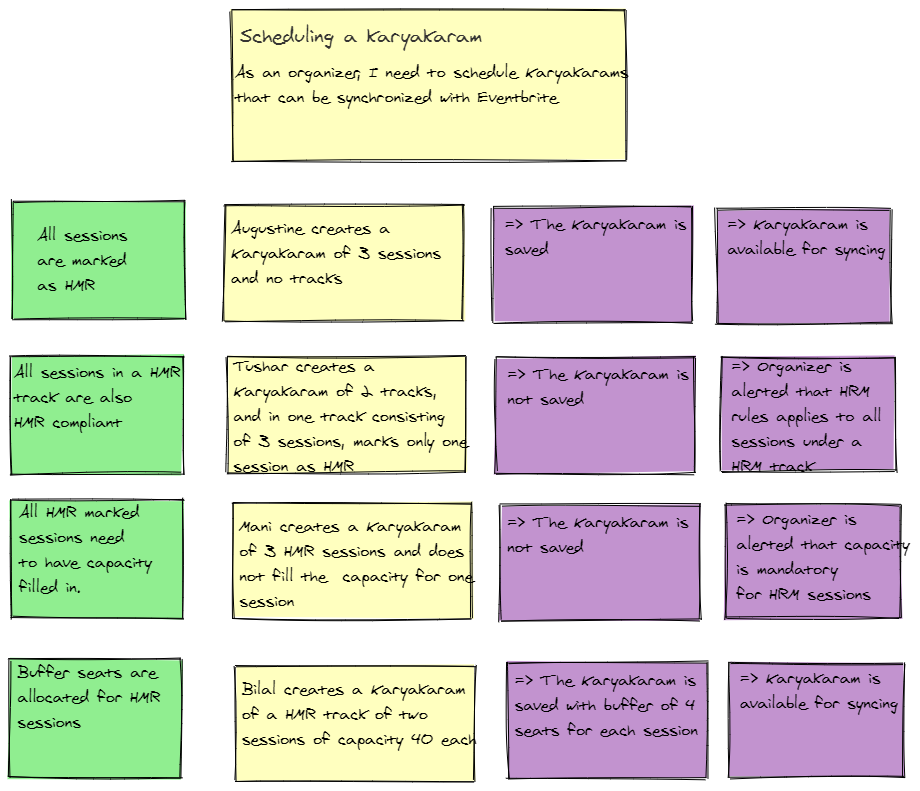 Scheduling a Karyakaram
As an organizer, I need to schedule Karyakarams
that can be synchronized with Eventbrite
All sessions
are marked
as HMR
Augustine creates a
Karyakaram of 3 sessions
and no tracks
=> The Karyakaram is
saved
=> Karyakaram is
available for syncing
All sessions in a HMR
track are also
HMR compliant
Tushar creates a
Karyakaram of 2 tracks,
and in one track consisting
of 3 sessions, marks only one
session as HMR
=> The Karyakaram is
not saved
=> Organizer is
alerted that HRM
rules applies to all
sessions under a
HRM track
All HMR marked
sessions need
to have capacity
filled in.
Mani creates a Karyakaram
of 3 HMR sessions and does
not fill the capacity for one
session
=> The Karyakaram is
not saved
=> Organizer is
alerted that capacity
is mandatory
for HRM sessions
Buffer seats are
allocated for HMR
sessions
Bilal creates a Karyakaram
of a HMR track of two
sessions of capacity 40 each
=> The Karyakaram is
saved with buffer of 4
seats for each session
=> Karyakaram is
available for syncing